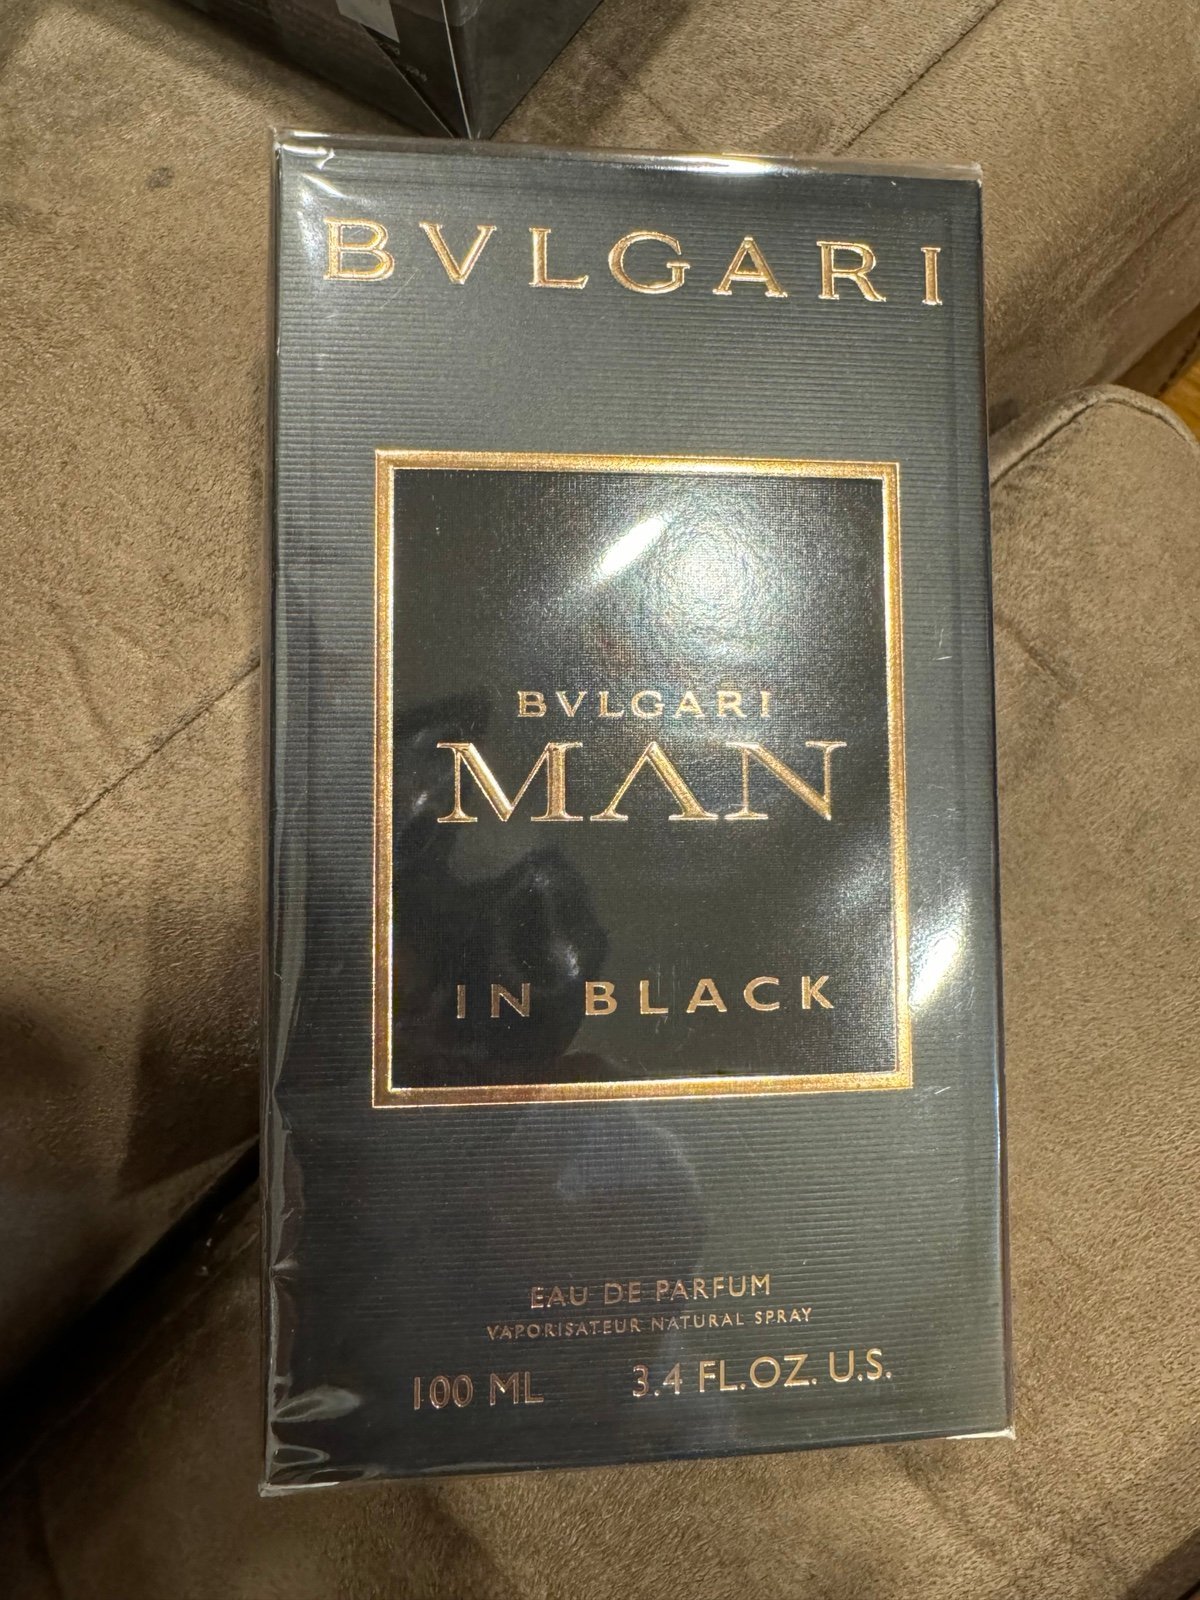 BVLGARI
BVLGARI
MAN
IN BLACK
EAU DE PARFUM
VAPORISATEUR NATURAL SPRAY
100 ML 3.4 FL.OZ. U.S.